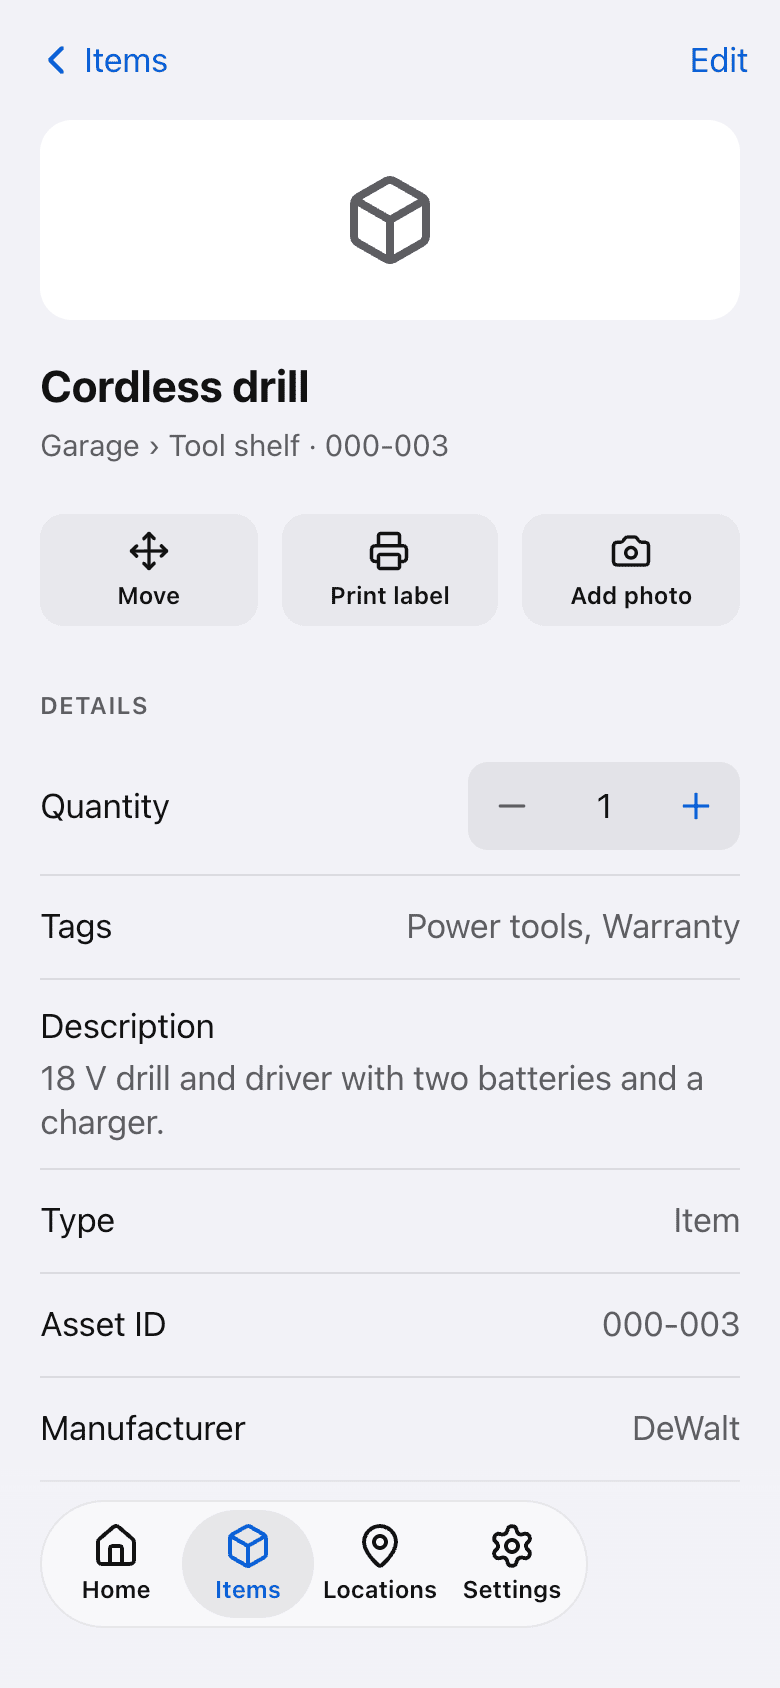 Items
Edit
Cordless drill
Garage › Tool shelf · 000-003
Move
Print label
Add photo
DETAILS
Quantity
1
Tags
Power tools, Warranty
Description
18 V drill and driver with two batteries and a
charger.
Type
Item
Asset ID
000-003
Manufacturer
DeWalt
Home
Items
Locations
Settings